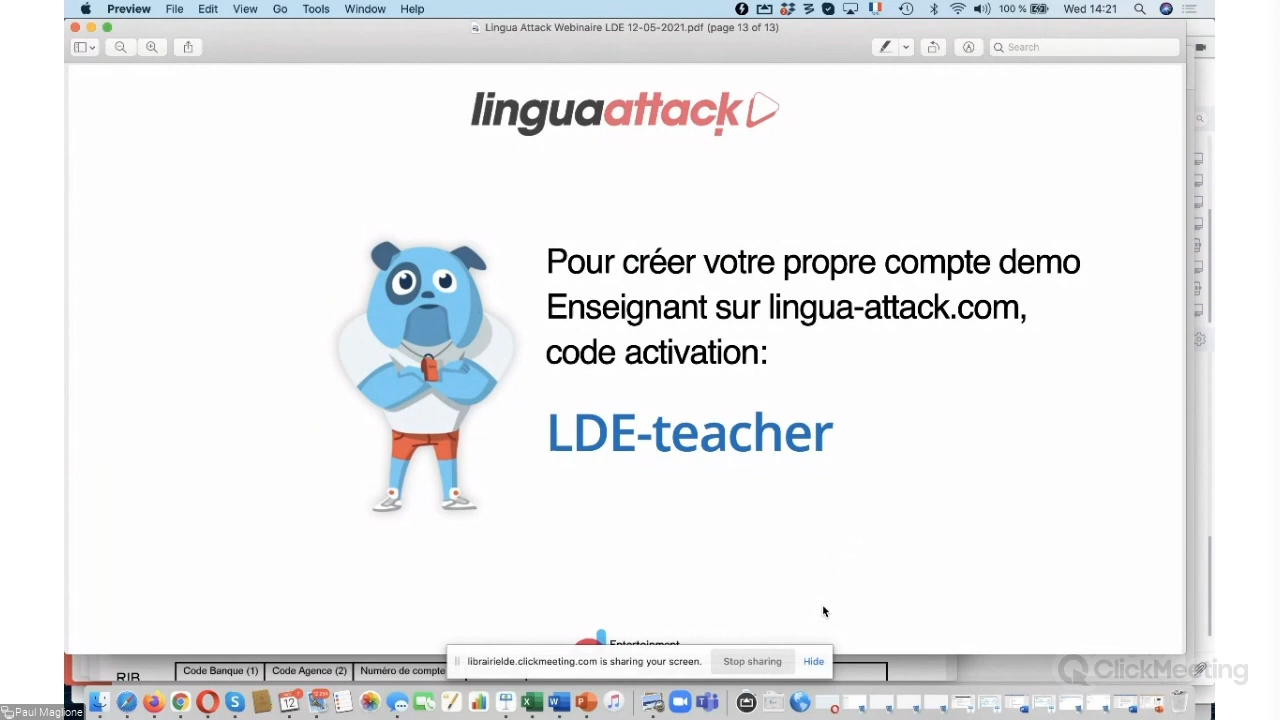 Preview File Edit View Go Tools Window Help 100 % Wed 14:21
Lingua Attack Webinaire LDE 12-05-2021.pdf (page 13 of 13)
Search
linguaattack
Pour créer votre propre compte demo
Enseignant sur lingua-attack.com,
code activation:
LDE-teacher
Entertainment
librairielde.clickmeeting.com is sharing your screen. Stop sharing Hide
RIB Code Banque (1) Code Agence (2) Numéro de compte
ClickMeeting
Paul Maglione